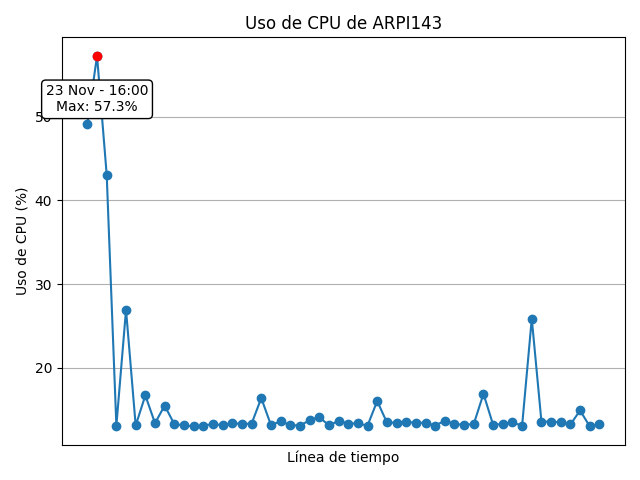 Uso de CPU de ARPI143
23 Nov - 16:00
Max: 57.3%
50
40
30
20
Uso de CPU (%)
Línea de tiempo